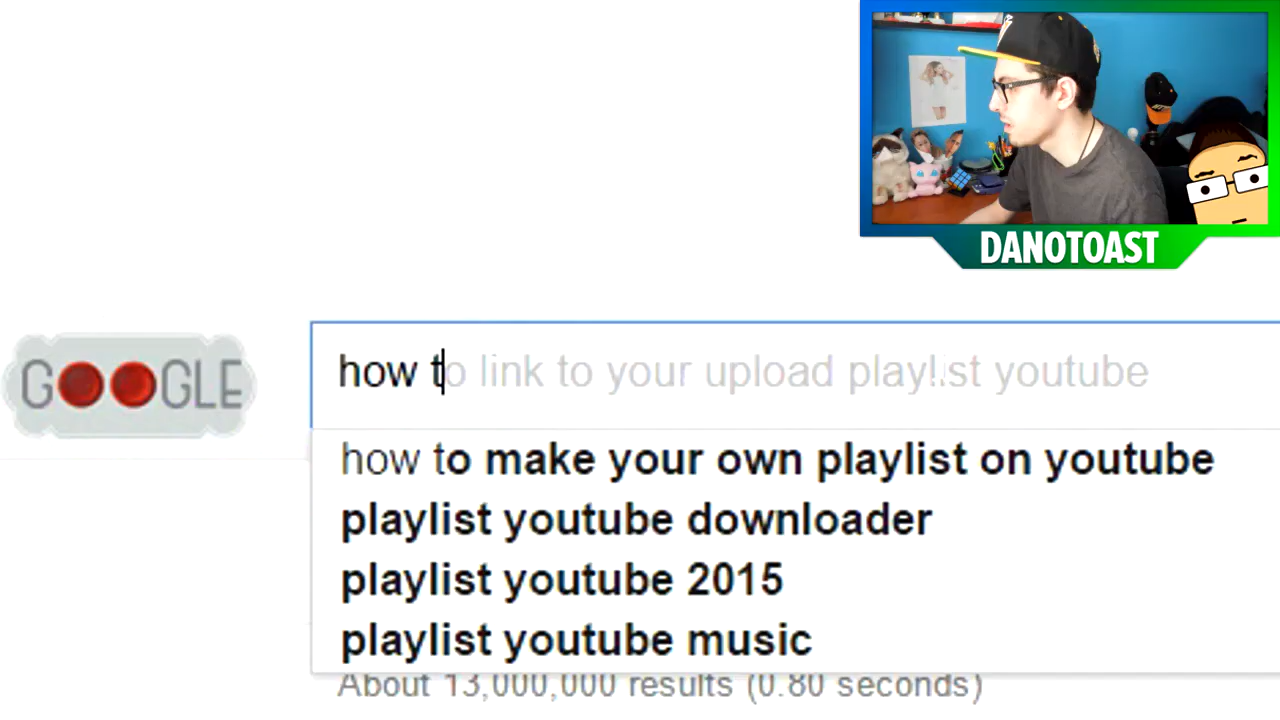 DANOTOAST
GOOGLE
how to link to your upload playlist youtube
how to make your own playlist on youtube
playlist youtube downloader
playlist youtube 2015
playlist youtube music
About 13,000,000 results (0.80 seconds)